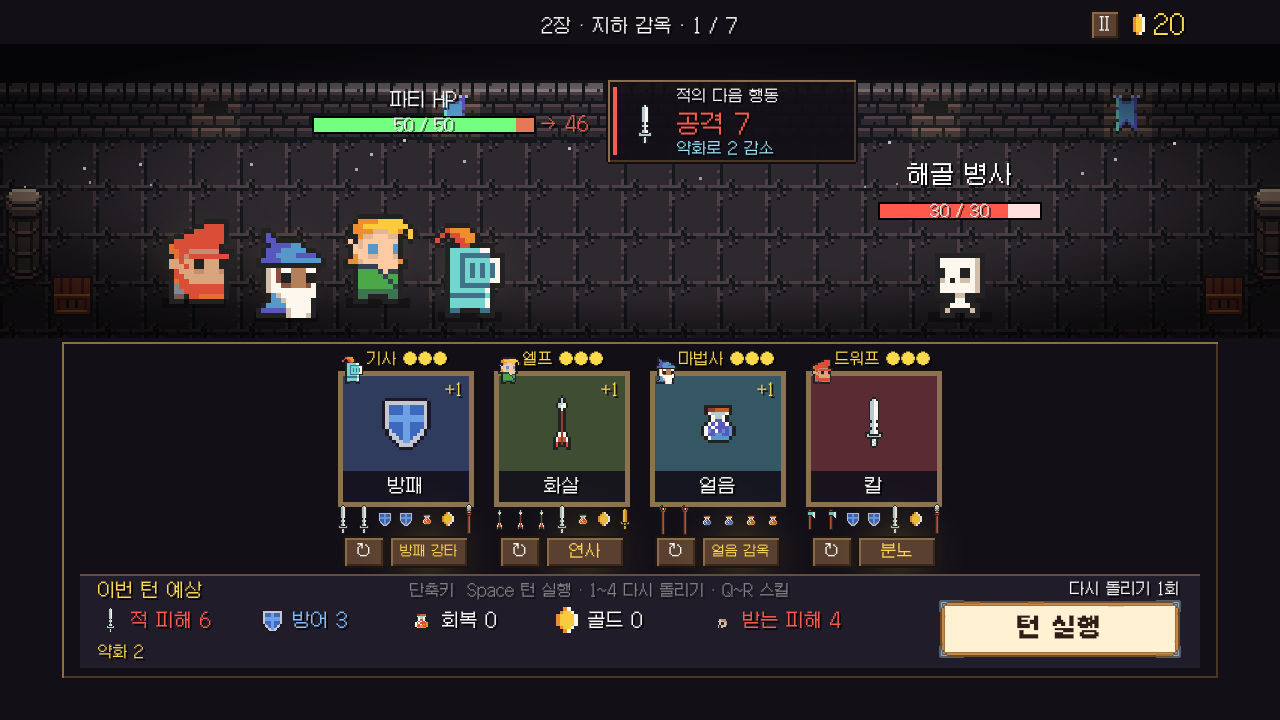 2장 · 지하 감옥 · 1 / 7
II
20
파티 HP
50 / 50
→ 46
적의 다음 행동
공격 7
약화로 2 감소
해골 병사
30 / 30
기사
엘프
마법사
드워프
+1
+1
+1
방패
화살
얼음
칼
↻ 방패 강타
↻ 연사
↻ 얼음 감옥
↻ 분노
이번 턴 예상
단축키 Space 턴 실행 · 1~4 다시 돌리기 · Q~R 스킬
다시 돌리기 1회
적 피해 6
방어 3
회복 0
골드 0
받는 피해 4
턴 실행
약화 2